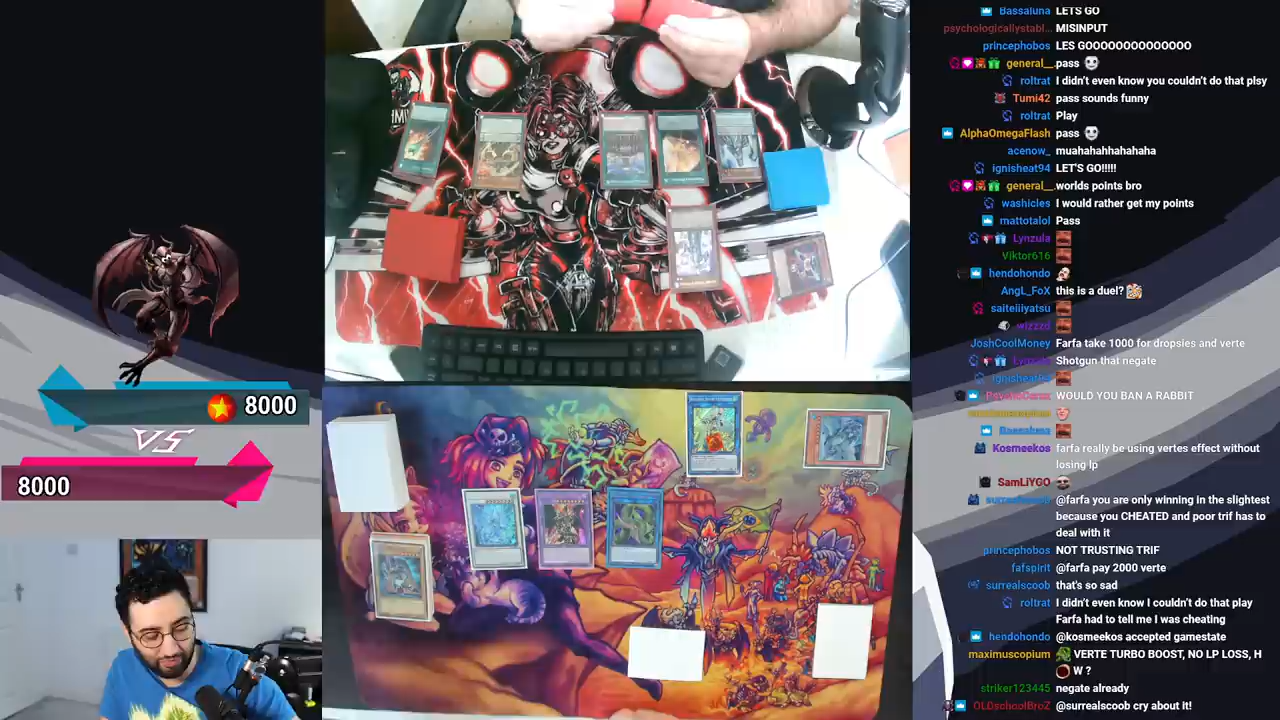 8000
VS
8000
Bassaluna LETS GO
psychologicallystabl... MISINPUT
princephobos LES GOOOOOOOOOOOOOO
general__ pass
roltrat I didn't even know you couldn't do that plsy
Tumi42 pass sounds funny
roltrat Play
AlphaOmegaFlash pass
acenow_ muahahahhahahaha
ignisheat94 LET'S GO!!!!!
general__ worlds points bro
washicles I would rather get my points
mattotalol Pass
Lynzula
Viktor616
hendohondo
AngL_FoX this is a duel?
saiteiiiyatsu
wizzzd
JoshCoolMoney Farfa take 1000 for dropsies and verte
Lynzula Shotgun that negate
ignisheat94
WOULD YOU BAN A RABBIT
Bassaluna
Kosmeekos farfa really be using vertes effect without
losing lp
SamLiYGO
surrealscoob @farfa you are only winning in the slightest
because you CHEATED and poor trif has to
deal with it
princephobos NOT TRUSTING TRIF
fafspirit @farfa pay 2000 verte
surrealscoob that's so sad
roltrat I didn't even know I couldn't do that play
Farfa had to tell me I was cheating
hendohondo @kosmeekos accepted gamestate
maximuscopium VERTE TURBO BOOST, NO LP LOSS, H
W ?
striker123445 negate already
OLDschoolBroZ @surrealscoob cry about it!